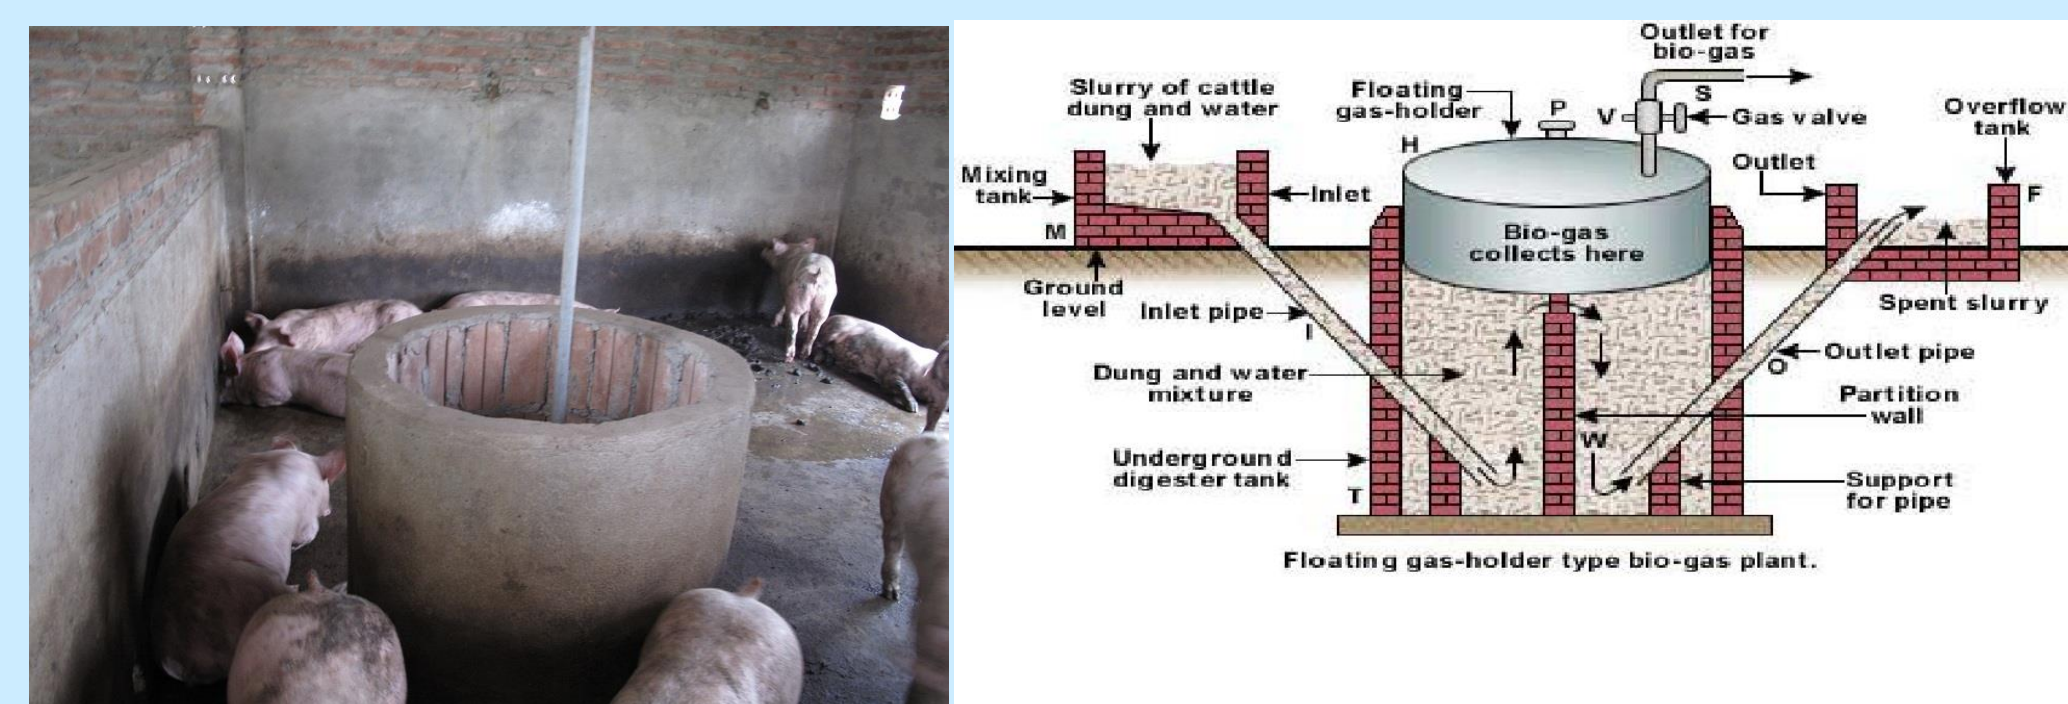 Outlet for
bio-gas
Slurry of cattle
dung and water
Floating
gas-holder
P
V
S
Gas valve
Overflow
tank
H
Mixing
tank
Inlet
Outlet
F
M
Bio-gas
collects here
Ground
level
Inlet pipe
I
Spent slurry
Dung and water
mixture
Outlet pipe
O
Partition
wall
W
Underground
digester tank
T
Support
for pipe
Floating gas-holder type bio-gas plant.